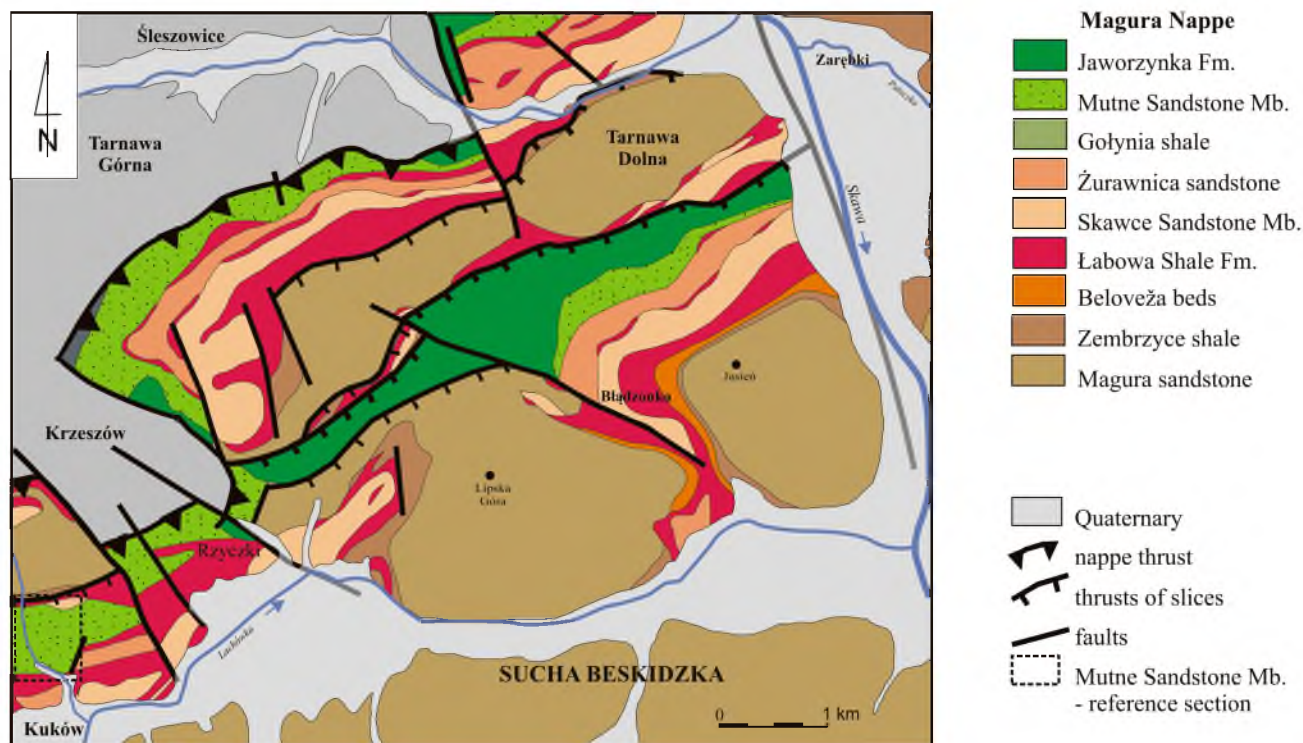 Śleszowice
Zarębki
Paleczka
N
Tarnawa
Górna
Tarnawa
Dolna
Skawa
Jasień
Błądzonka
Krzeszów
Lipska
Góra
Rzyczki
Lachówka
SUCHA BESKIDZKA
Kuków
0 1 km
Magura Nappe
Jaworzynka Fm.
Mutne Sandstone Mb.
Gołynia shale
Żurawnica sandstone
Skawce Sandstone Mb.
Łabowa Shale Fm.
Beloveža beds
Zembrzyce shale
Magura sandstone
Quaternary
nappe thrust
thrusts of slices
faults
Mutne Sandstone Mb.
- reference section